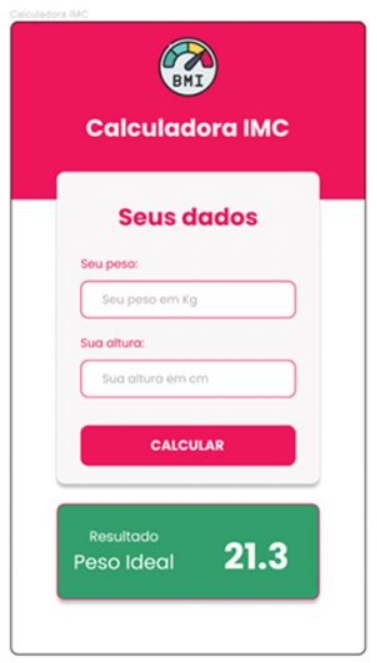 Calculadora IMC
BMI
Calculadora IMC
Seus dados
Seu peso:
Seu peso em Kg
Sua altura:
Sua altura em cm
CALCULAR
Resultado
Peso Ideal
21.3